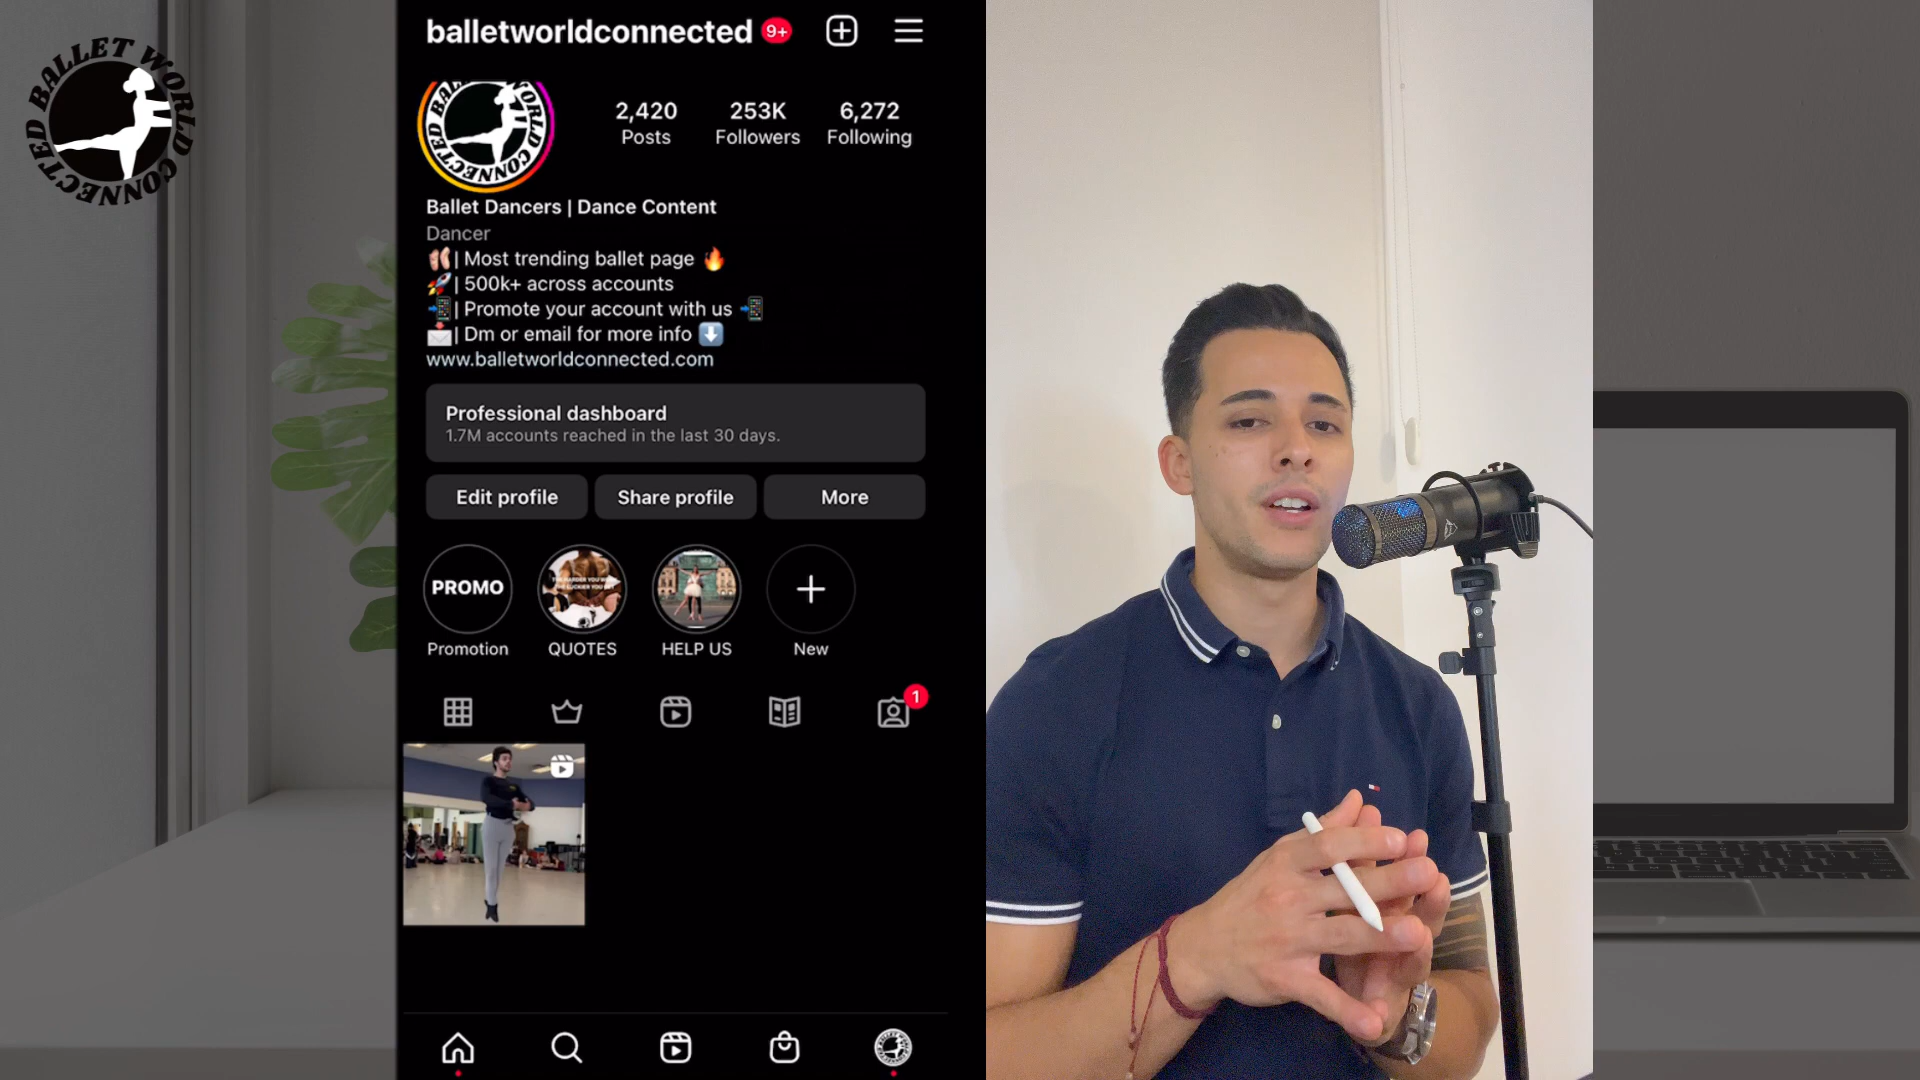 BALLET WORLD CONNECTED
balletworldconnected 9+
BALLET WORLD CONNECTED
2,420 253K 6,272
Posts Followers Following
Ballet Dancers | Dance Content
Dancer
| Most trending ballet page
| 500k+ across accounts
| Promote your account with us
| Dm or email for more info
www.balletworldconnected.com
Professional dashboard
1.7M accounts reached in the last 30 days.
Edit profile Share profile More
PROMO
Promotion QUOTES HELP US New
1